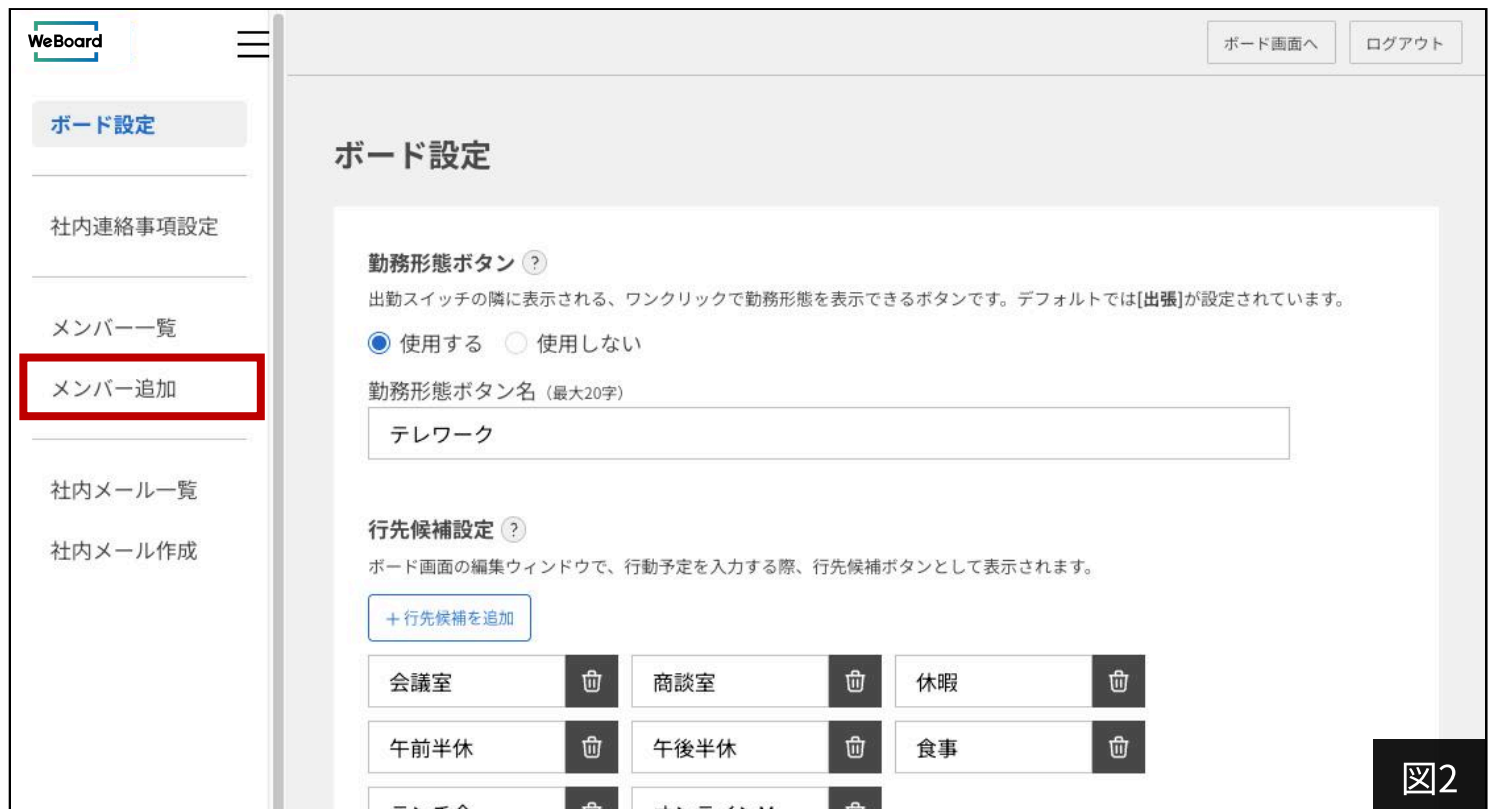 WeBoard
ボード画面へ
ログアウト
ボード設定
社内連絡事項設定
メンバー一覧
メンバー追加
社内メール一覧
社内メール作成
ボード設定
勤務形態ボタン ?
出勤スイッチの隣に表示される、ワンクリックで勤務形態を表示できるボタンです。デフォルトでは[出張]が設定されています。
使用する 使用しない
勤務形態ボタン名（最大20字）
テレワーク
行先候補設定 ?
ボード画面の編集ウィンドウで、行動予定を入力する際、行先候補ボタンとして表示されます。
＋行先候補を追加
会議室 商談室 休暇
午前半休 午後半休 食事
図2